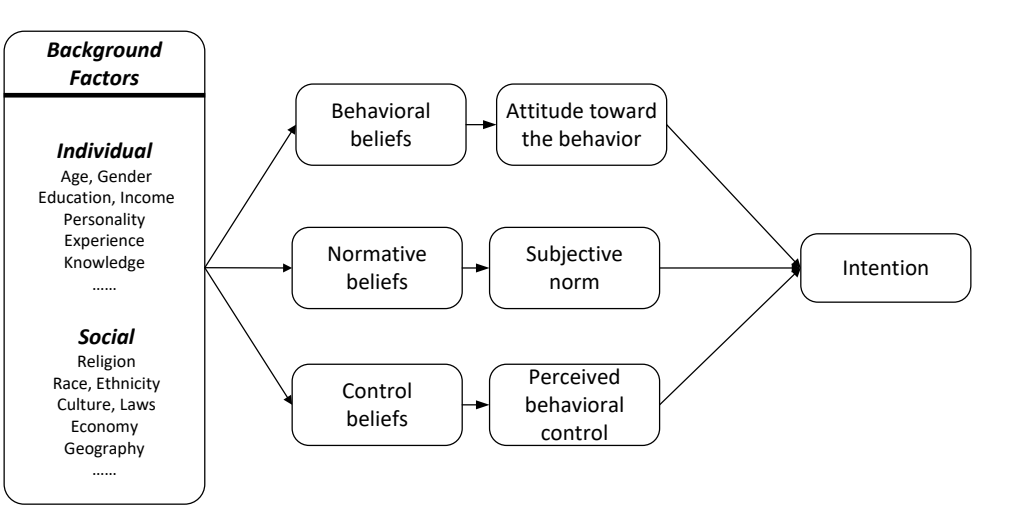 Background
Factors
Individual
Age, Gender
Education, Income
Personality
Experience
Knowledge
......
Social
Religion
Race, Ethnicity
Culture, Laws
Economy
Geography
......
Behavioral
beliefs
Attitude toward
the behavior
Normative
beliefs
Subjective
norm
Control
beliefs
Perceived
behavioral
control
Intention